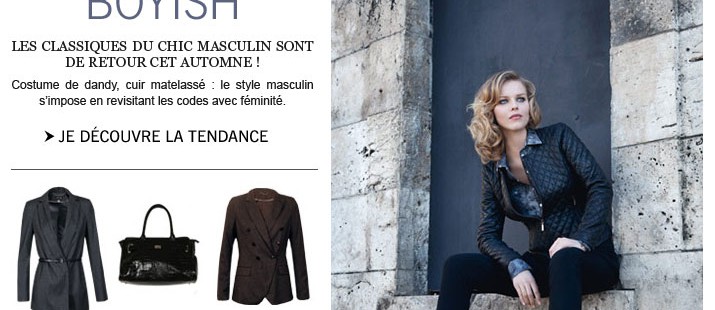 BOYISH
LES CLASSIQUES DU CHIC MASCULIN SONT
DE RETOUR CET AUTOMNE !
Costume de dandy, cuir matelassé : le style masculin
s'impose en revisitant les codes avec féminité.
JE DÉCOUVRE LA TENDANCE